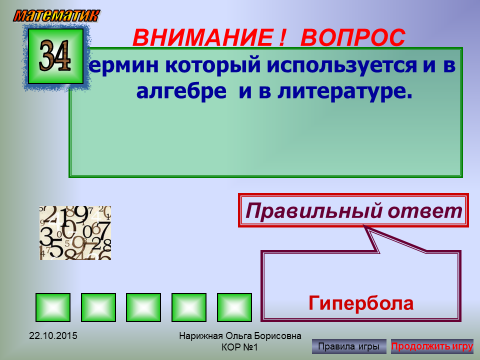 математик
34
ВНИМАНИЕ ! ВОПРОС
ермин который используется и в
алгебре и в литературе.
Правильный ответ
Гипербола
22.10.2015
Нарижная Ольга Борисовна
КОР №1
Правила игры
Продолжить игру